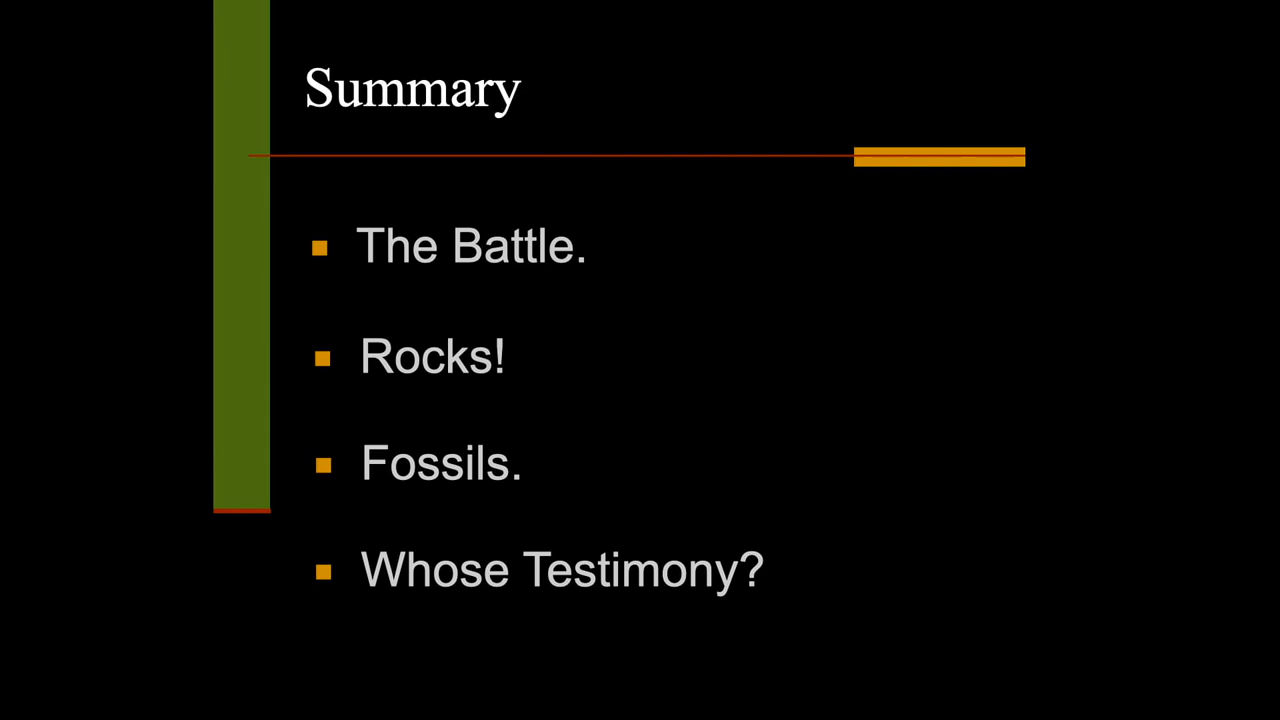 Summary
The Battle.
Rocks!
Fossils.
Whose Testimony?